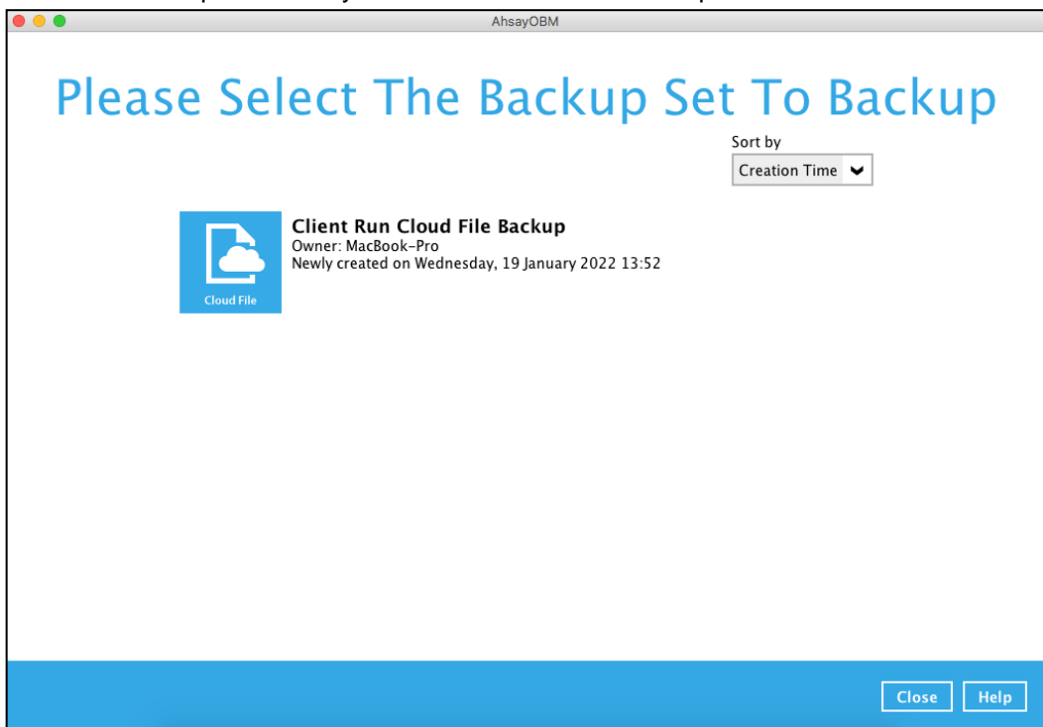 AhsayOBM
Please Select The Backup Set To Backup
Sort by
Creation Time
Client Run Cloud File Backup
Owner: MacBook-Pro
Newly created on Wednesday, 19 January 2022 13:52
Cloud File
Close
Help